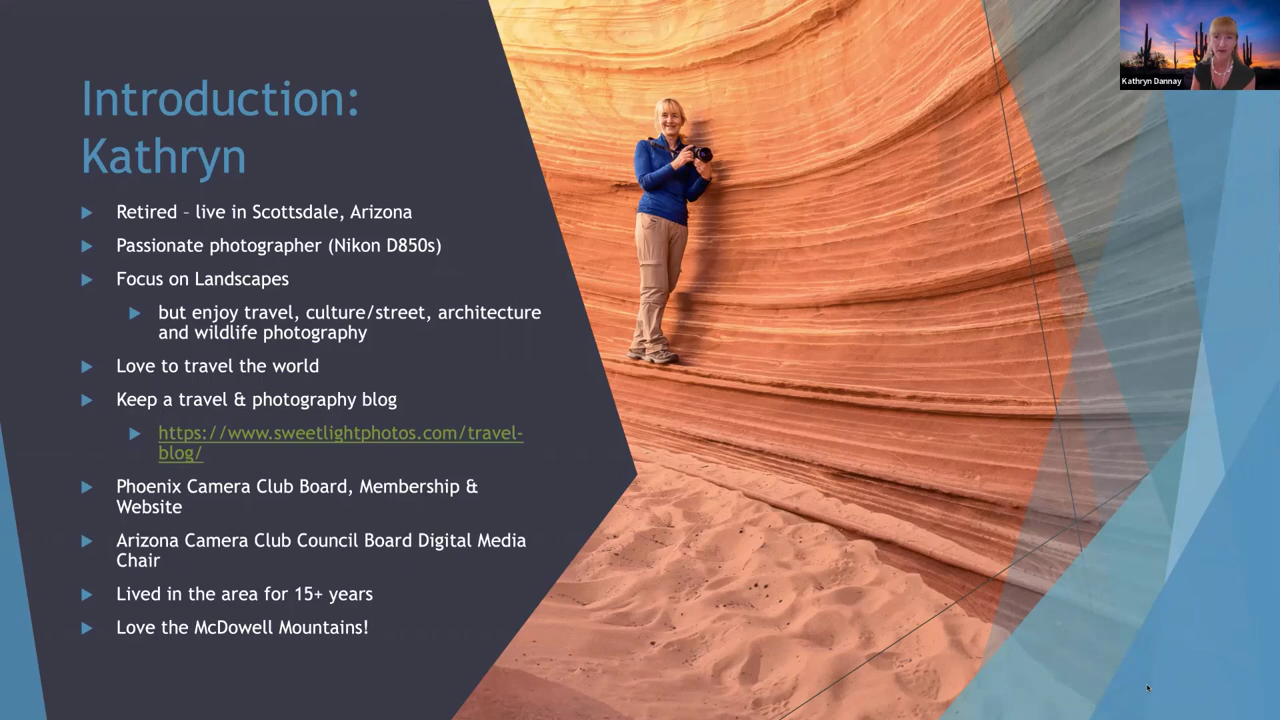 Introduction:
Kathryn
Retired – live in Scottsdale, Arizona
Passionate photographer (Nikon D850s)
Focus on Landscapes
but enjoy travel, culture/street, architecture
and wildlife photography
Love to travel the world
Keep a travel & photography blog
https://www.sweetlightphotos.com/travel-
blog/
Phoenix Camera Club Board, Membership &
Website
Arizona Camera Club Council Board Digital Media
Chair
Lived in the area for 15+ years
Love the McDowell Mountains!
Kathryn Dannay